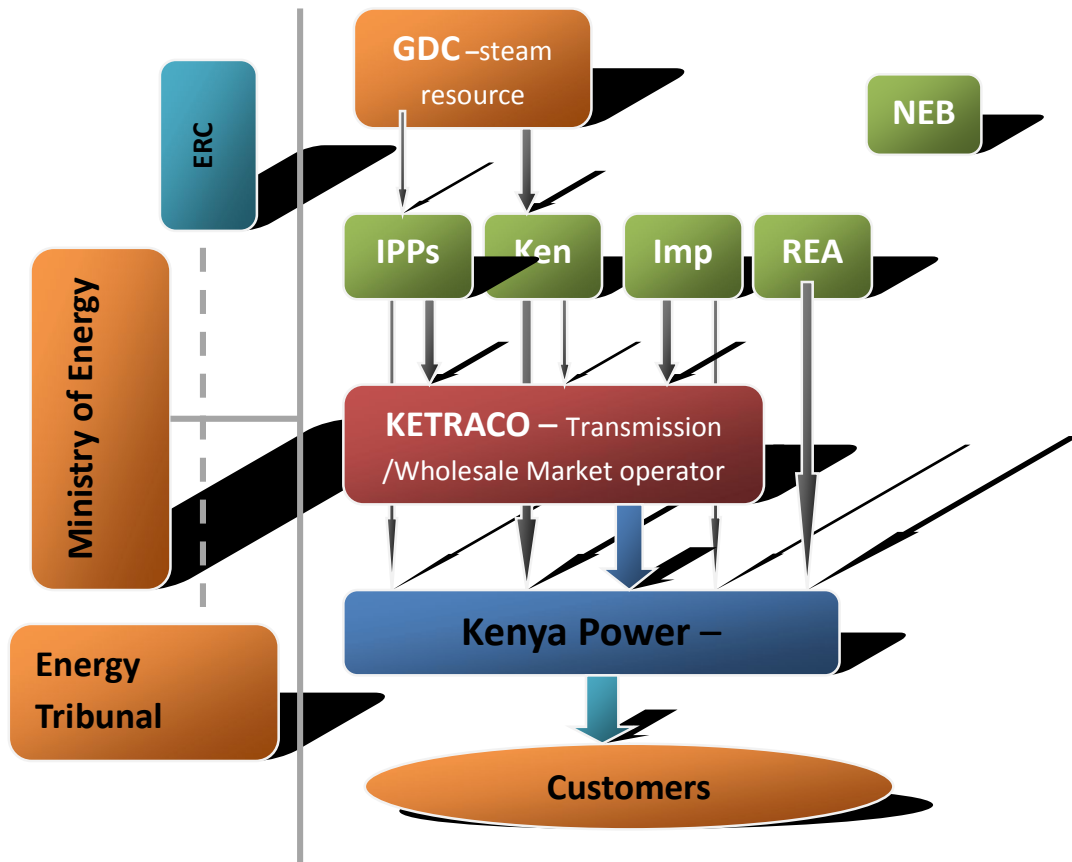 GDC –steam
resource
NEB
ERC
IPPs
Ken
Imp
REA
Ministry of Energy
KETRACO – Transmission
/Wholesale Market operator
Kenya Power –
Energy
Tribunal
Customers